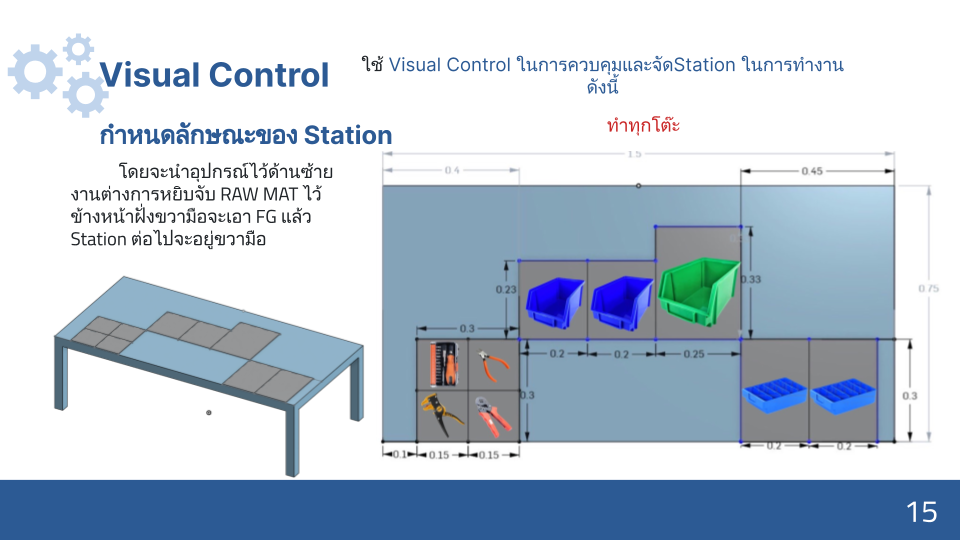 Visual Control
ใช้ Visual Control ในการควบคุมและจัดStation ในการทำงาน
ดังนี้
ทำทุกโต๊ะ
กำหนดลักษณะของ Station
โดยจะนำอุปกรณ์ไว้ด้านซ้าย
งานต่างการหยิบจับ RAW MAT ไว้
ข้างหน้าฝั่งขวามือจะเอา FG แล้ว
Station ต่อไปจะอยู่ขวามือ
1.5
0.4
0.45
0.23
0.33
0.75
0.3
0.2
0.2
0.25
0.3
0.3
0.1
0.15
0.15
0.2
0.2
15